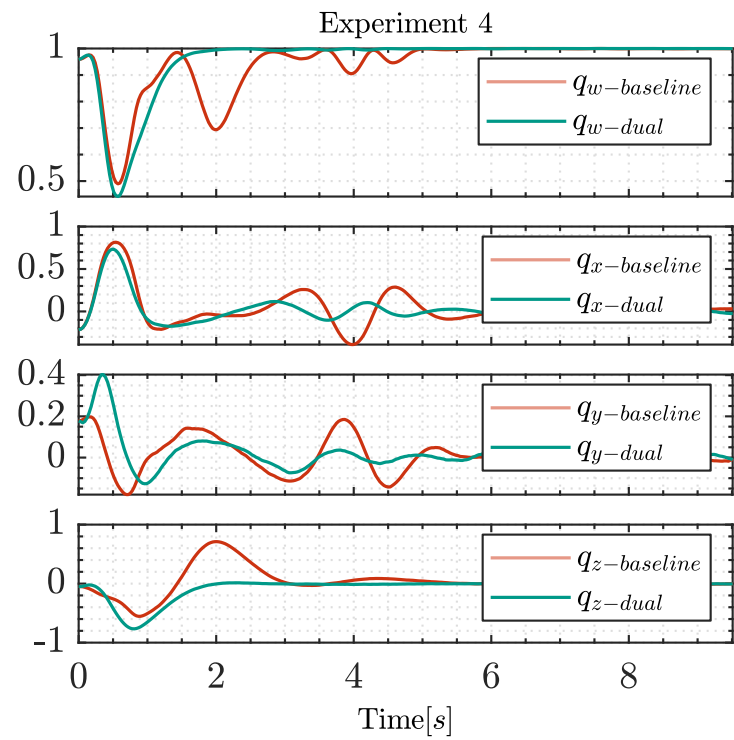 Experiment 4
1
0.5
q_{w-baseline}
q_{w-dual}
1
0.5
0
q_{x-baseline}
q_{x-dual}
0.4
0.2
0
q_{y-baseline}
q_{y-dual}
1
0
-1
q_{z-baseline}
q_{z-dual}
0 2 4 6 8
Time[s]